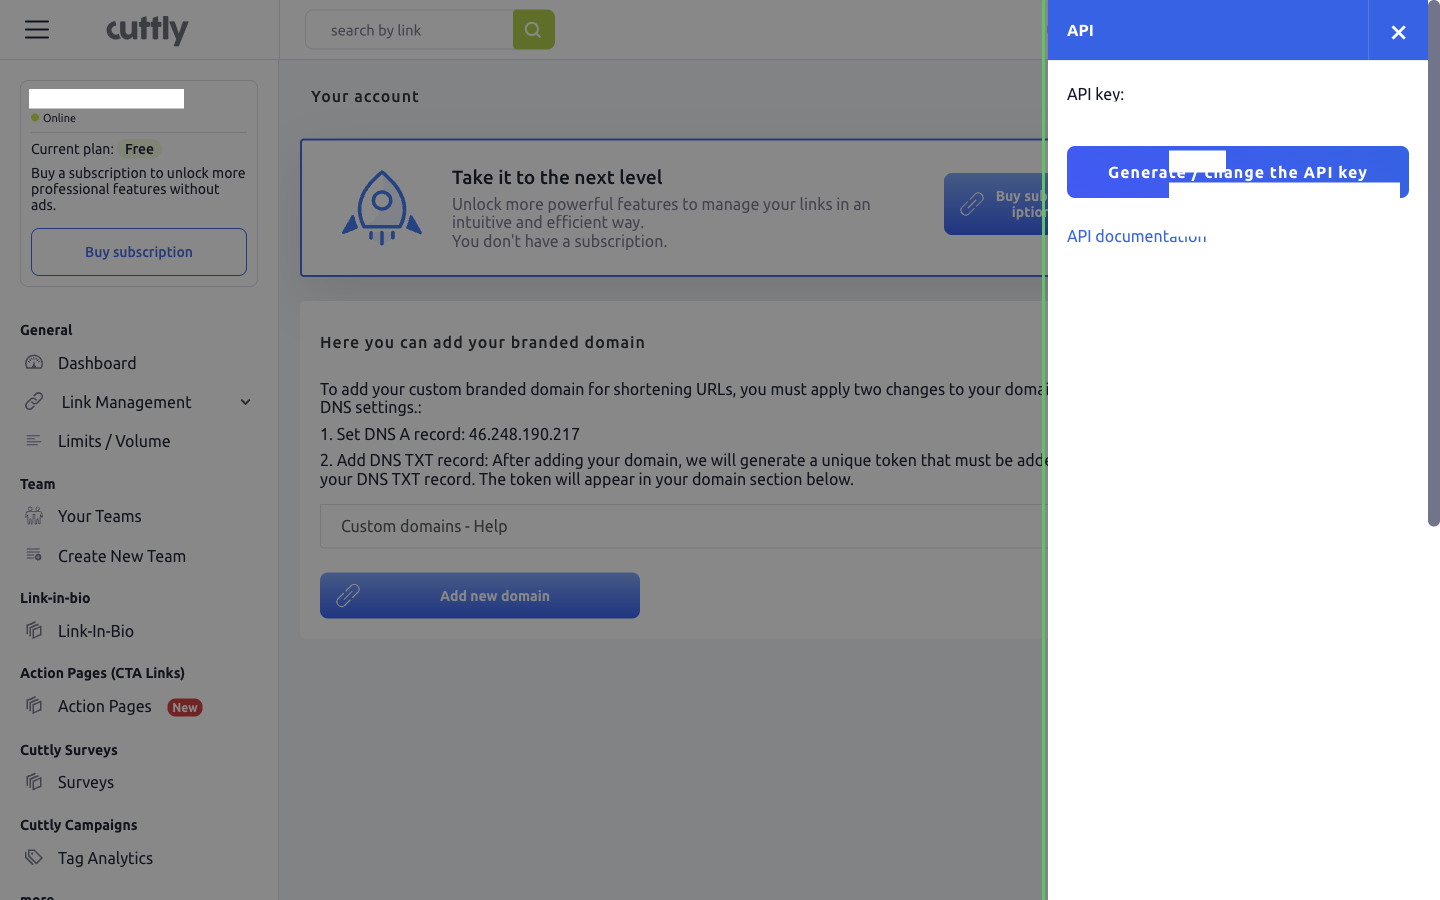 cuttly
search by link
API
Online
Current plan: Free
Buy a subscription to unlock more
professional features without
ads.
Buy subscription
General
Dashboard
Link Management
Limits / Volume
Team
Your Teams
Create New Team
Link-in-bio
Link-In-Bio
Action Pages (CTA Links)
Action Pages New
Cuttly Surveys
Surveys
Cuttly Campaigns
Tag Analytics
more
Your account
Take it to the next level
Unlock more powerful features to manage your links in an
intuitive and efficient way.
You don't have a subscription.
Buy
Here you can add your branded domain
To add your custom branded domain for shortening URLs, you must apply two changes to your
DNS settings.:
1. Set DNS A record: 46.248.190.217
2. Add DNS TXT record: After adding your domain, we will generate a unique token that must be
your DNS TXT record. The token will appear in your domain section below.
Custom domains - Help
Add new domain
API key:
Generate / change the API key
API documentation